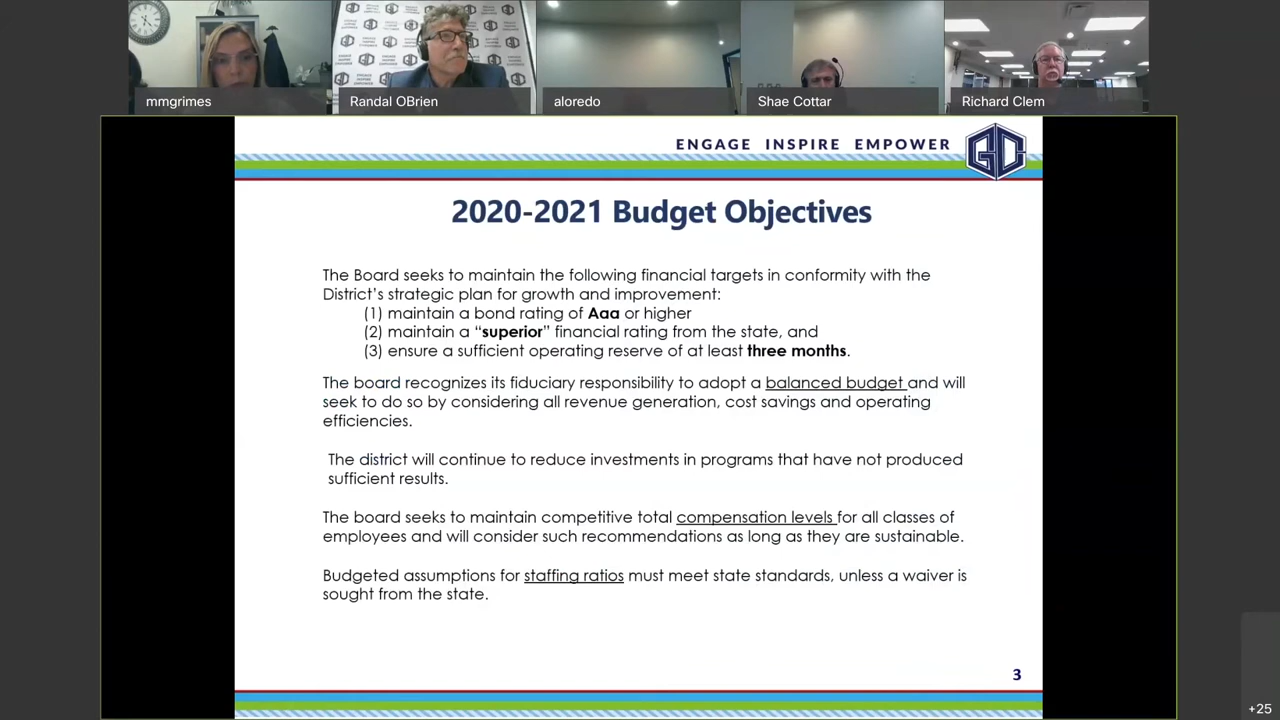 mmgrimes
Randal OBrien
aloredo
Shae Cottar
Richard Clem
ENGAGE INSPIRE EMPOWER
GC
2020-2021 Budget Objectives
The Board seeks to maintain the following financial targets in conformity with the
District's strategic plan for growth and improvement:
(1) maintain a bond rating of Aaa or higher
(2) maintain a “superior” financial rating from the state, and
(3) ensure a sufficient operating reserve of at least three months.
The board recognizes its fiduciary responsibility to adopt a balanced budget and will
seek to do so by considering all revenue generation, cost savings and operating
efficiencies.
The district will continue to reduce investments in programs that have not produced
sufficient results.
The board seeks to maintain competitive total compensation levels for all classes of
employees and will consider such recommendations as long as they are sustainable.
Budgeted assumptions for staffing ratios must meet state standards, unless a waiver is
sought from the state.
3
+25